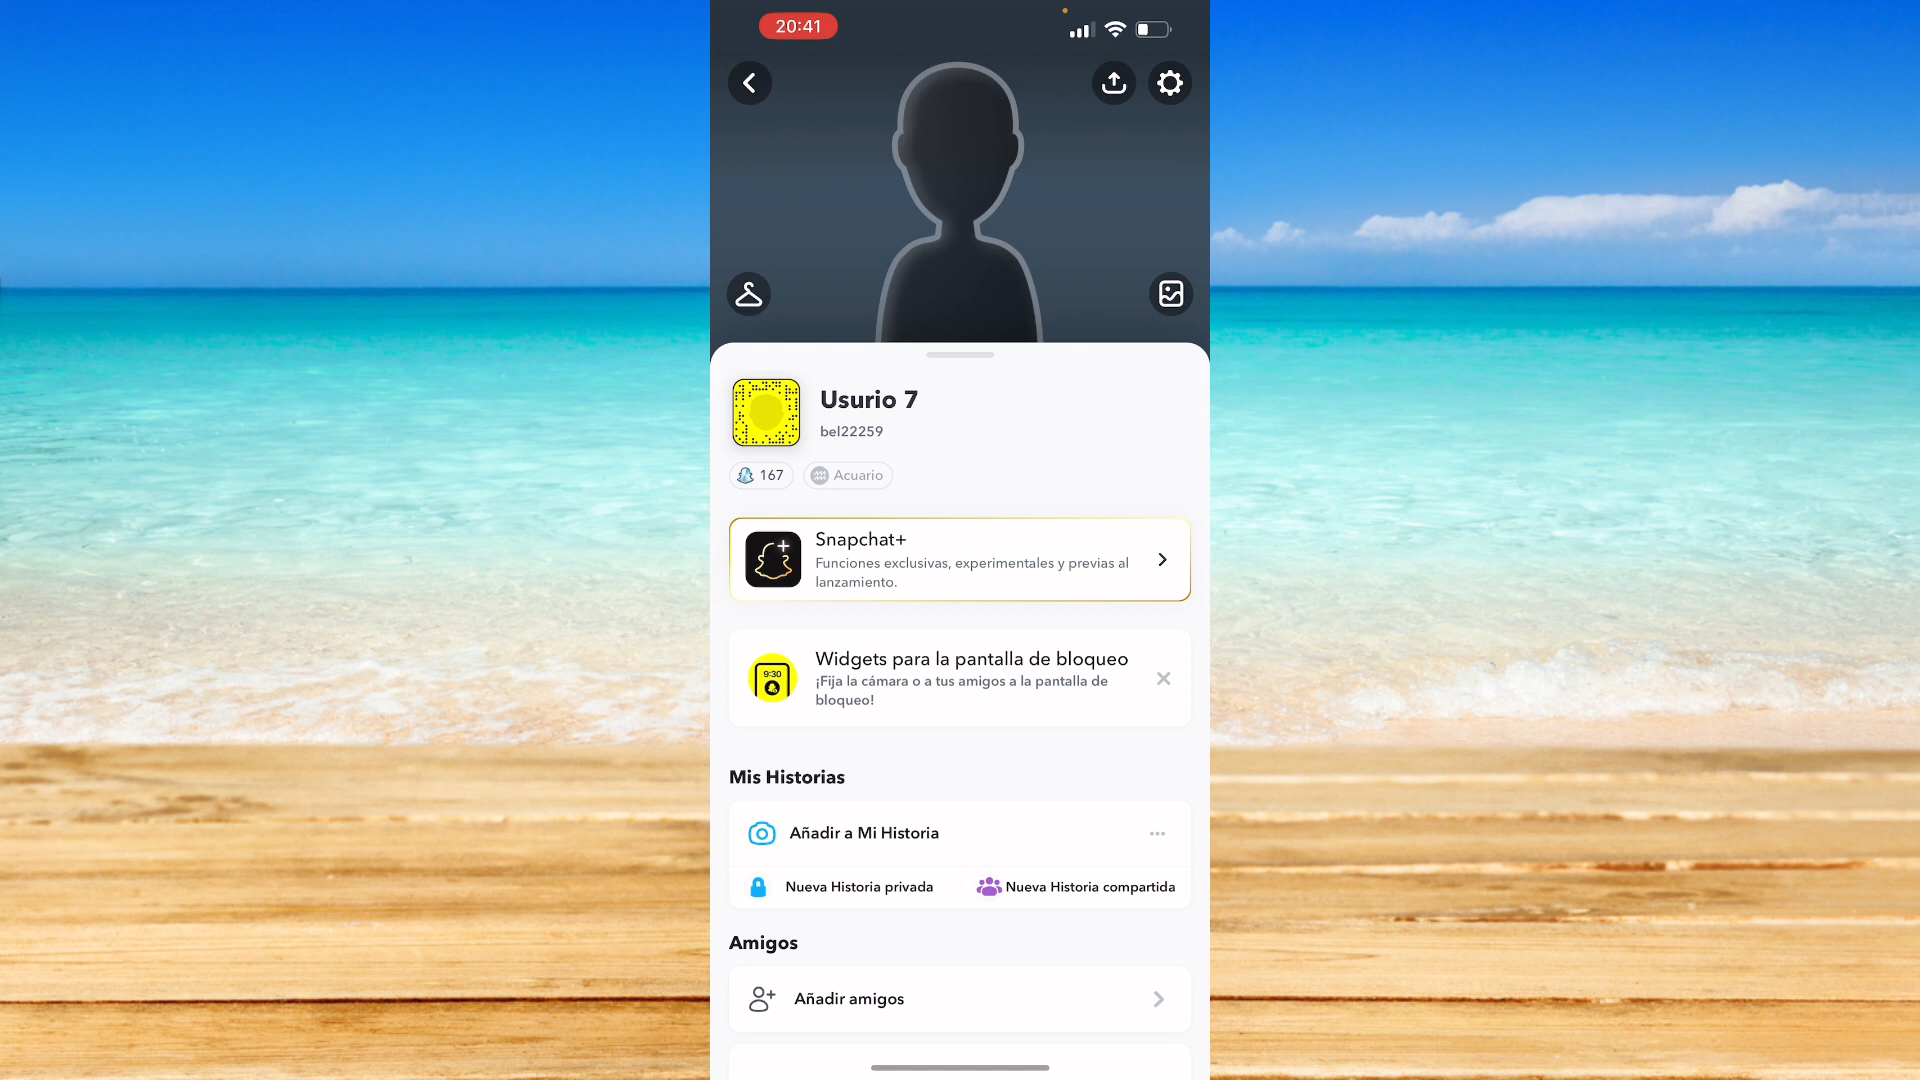 20:41
Usurio 7
bel22259
167
Acuario
Snapchat+
Funciones exclusivas, experimentales y previas al
lanzamiento.
9:30
Widgets para la pantalla de bloqueo
¡Fija la cámara o a tus amigos a la pantalla de
bloqueo!
Mis Historias
Añadir a Mi Historia
Nueva Historia privada
Nueva Historia compartida
Amigos
Añadir amigos